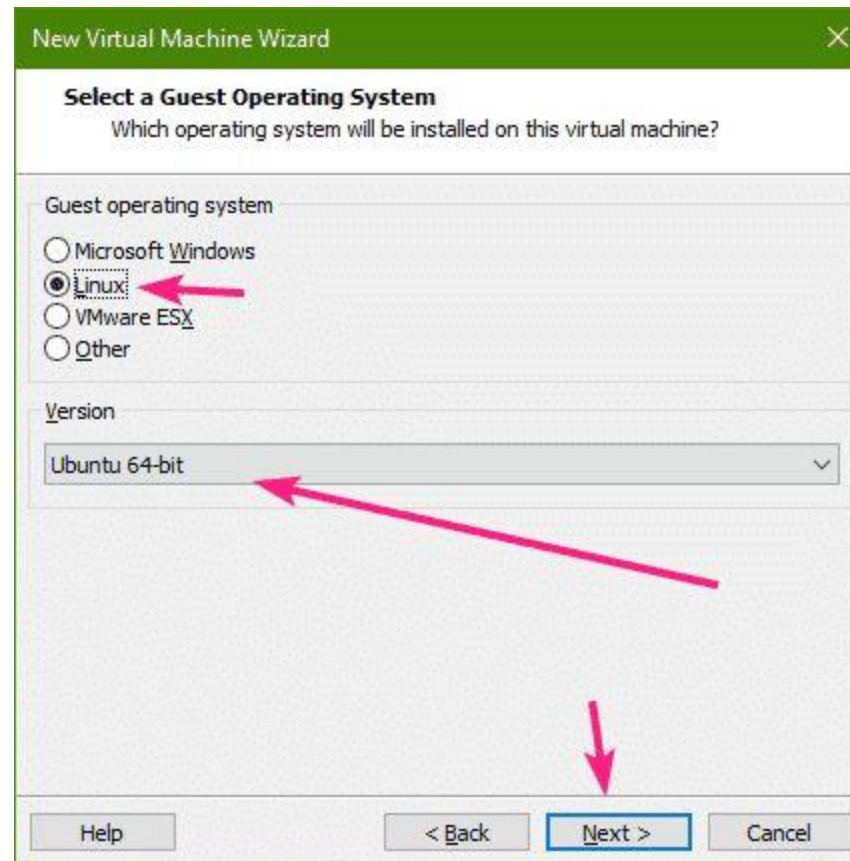 New Virtual Machine Wizard
Select a Guest Operating System
Which operating system will be installed on this virtual machine?
Guest operating system
Microsoft Windows
Linux
VMware ESX
Other
Version
Ubuntu 64-bit
Help < Back Next > Cancel